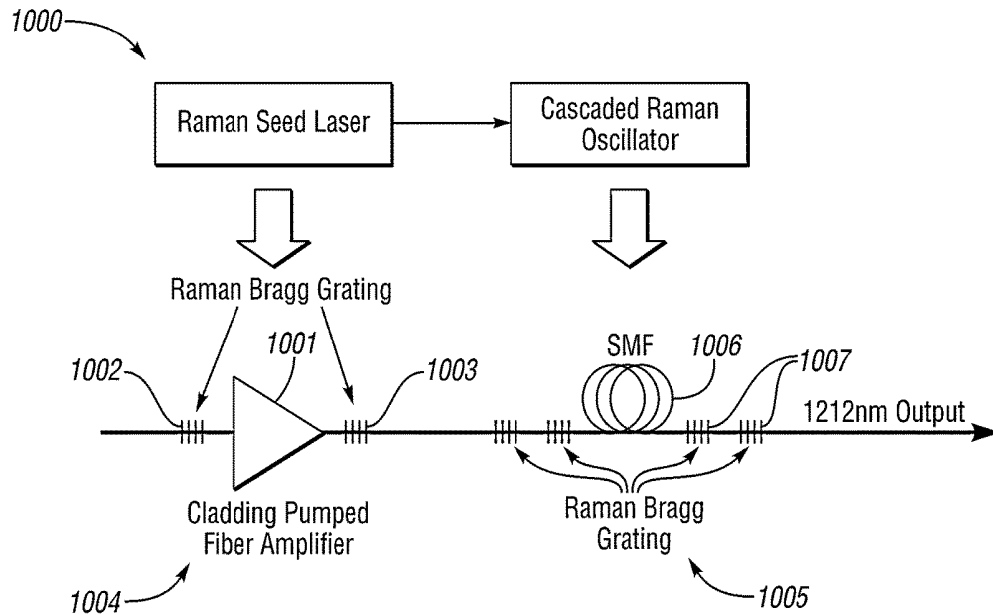 1000
Raman Seed Laser
Cascaded Raman
Oscillator
Raman Bragg Grating
1001
1002
1003
SMF
1006
1007
1212nm Output
Cladding Pumped
Fiber Amplifier
Raman Bragg
Grating
1004
1005